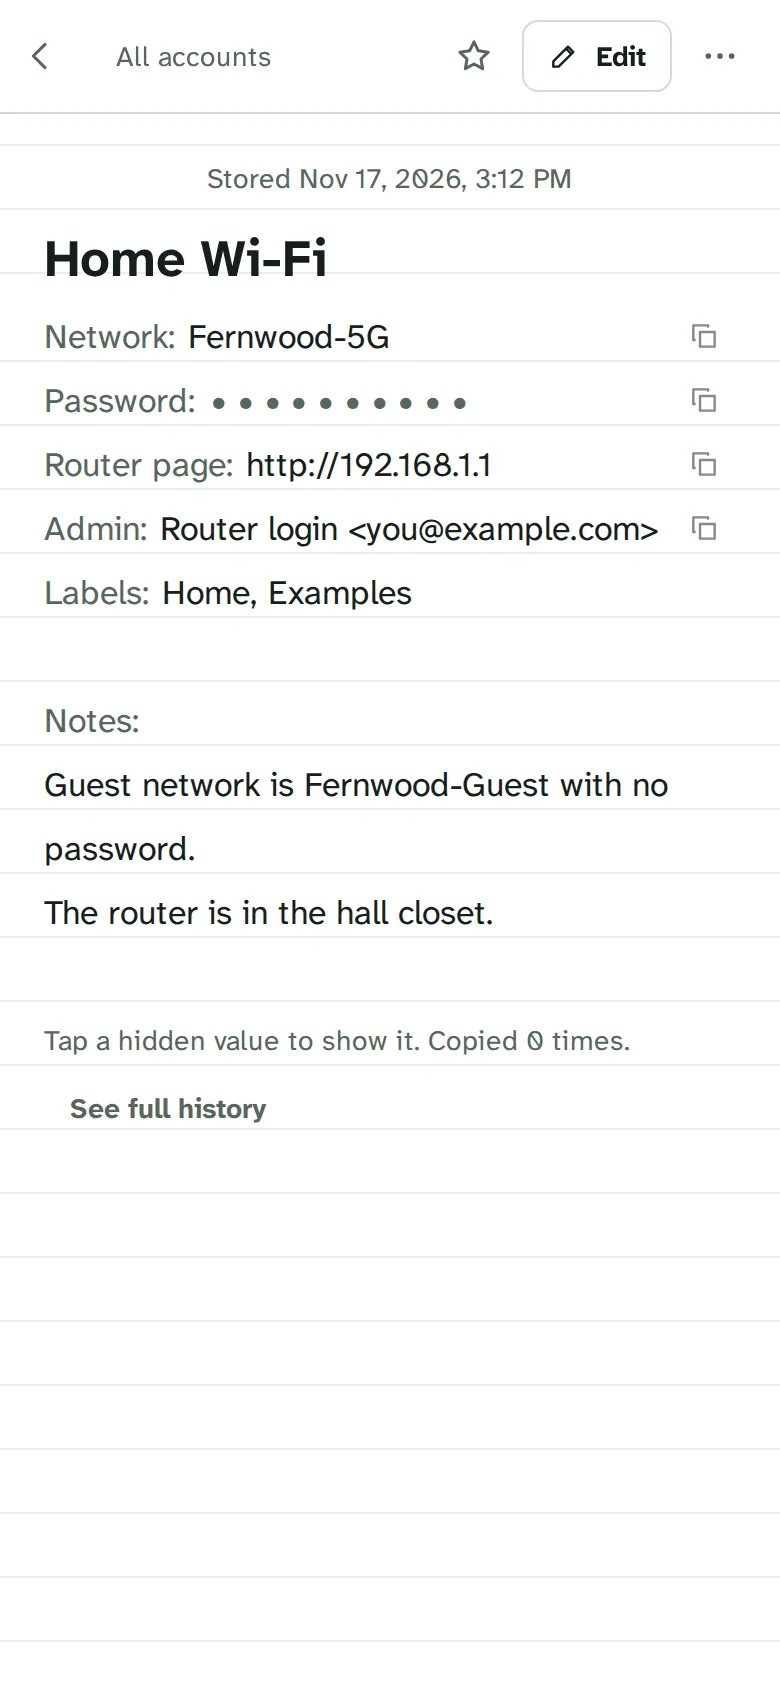 All accounts
Edit
Stored Nov 17, 2026, 3:12 PM
Home Wi-Fi
Network: Fernwood-5G
Password: ••••••••••
Router page: http://192.168.1.1
Admin: Router login <you@example.com>
Labels: Home, Examples
Notes:
Guest network is Fernwood-Guest with no
password.
The router is in the hall closet.
Tap a hidden value to show it. Copied 0 times.
See full history